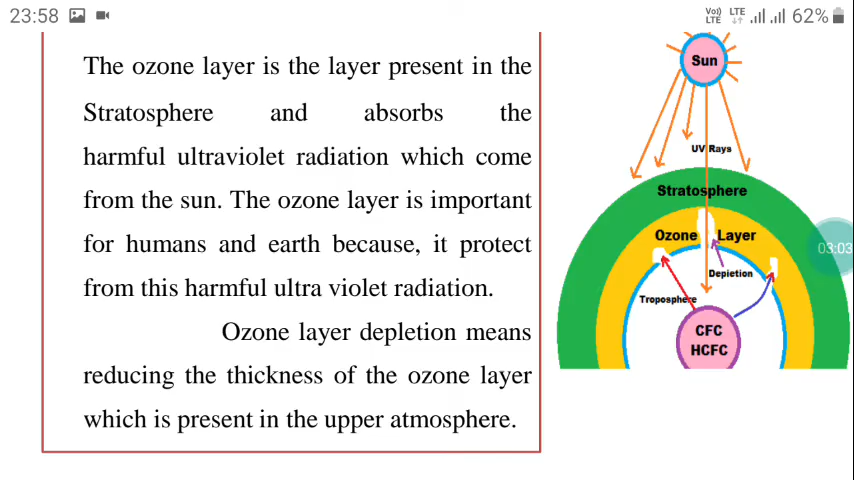 23:58
Vo)) LTE LTE 62%
The ozone layer is the layer present in the
Stratosphere and absorbs the
harmful ultraviolet radiation which come
from the sun. The ozone layer is important
for humans and earth because, it protect
from this harmful ultra violet radiation.
Ozone layer depletion means
reducing the thickness of the ozone layer
which is present in the upper atmosphere.
Sun
UV Rays
Stratosphere
Ozone Layer
03:03
Depietion
Troposphere
CFC
HCFC